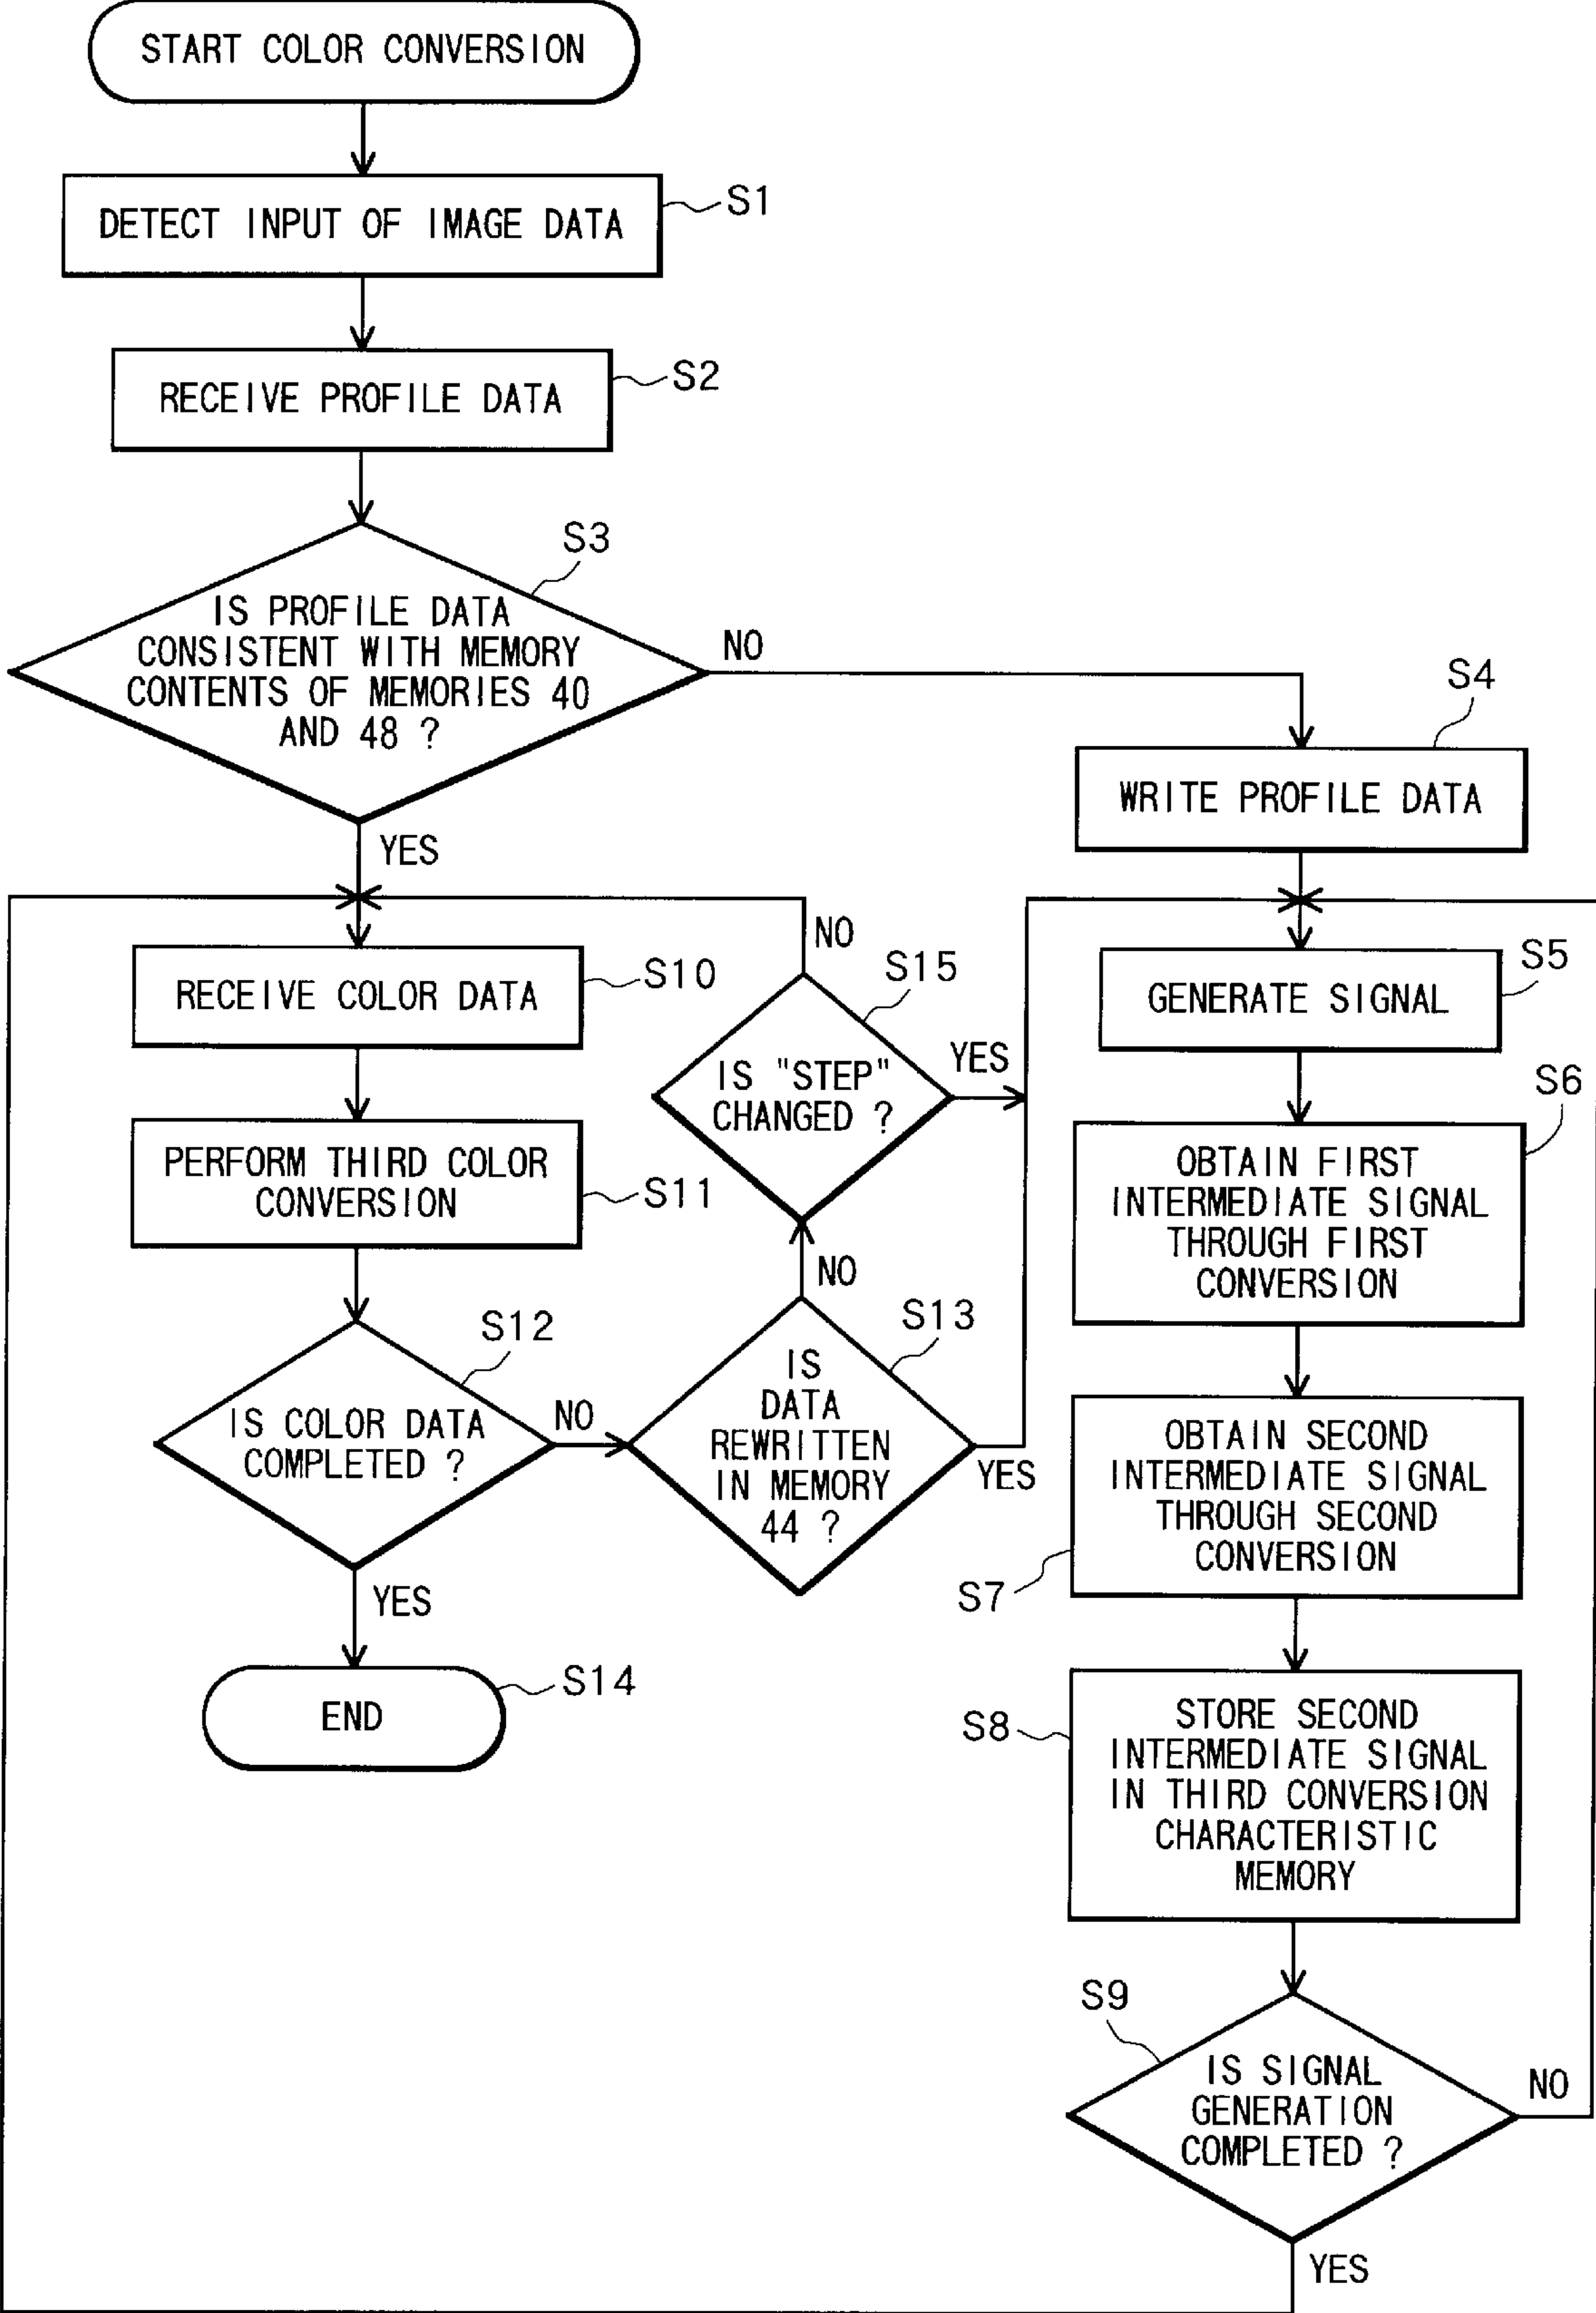 START COLOR CONVERSION
DETECT INPUT OF IMAGE DATA
S1
RECEIVE PROFILE DATA
S2
S3
IS PROFILE DATA
CONSISTENT WITH MEMORY
CONTENTS OF MEMORIES 40
AND 48 ?
NO
YES
S4
WRITE PROFILE DATA
S5
GENERATE SIGNAL
S6
OBTAIN FIRST
INTERMEDIATE SIGNAL
THROUGH FIRST
CONVERSION
OBTAIN SECOND
INTERMEDIATE SIGNAL
THROUGH SECOND
CONVERSION
S7
S8
STORE SECOND
INTERMEDIATE SIGNAL
IN THIRD CONVERSION
CHARACTERISTIC
MEMORY
S9
IS SIGNAL
GENERATION
COMPLETED ?
NO
YES
RECEIVE COLOR DATA
S10
PERFORM THIRD COLOR
CONVERSION
S11
S12
IS COLOR DATA
COMPLETED ?
NO
YES
END
S14
S13
IS
DATA
REWRITTEN
IN MEMORY
44 ?
YES
NO
S15
IS "STEP"
CHANGED ?
YES
NO